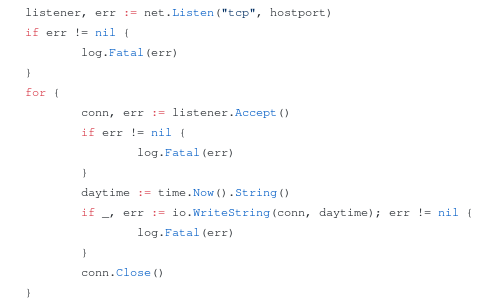 listener, err := net.Listen("tcp", hostport)
if err != nil {
        log.Fatal(err)
}
for {
        conn, err := listener.Accept()
        if err != nil {
                log.Fatal(err)
        }
        daytime := time.Now().String()
        if _, err := io.WriteString(conn, daytime); err != nil {
                log.Fatal(err)
        }
        conn.Close()
}